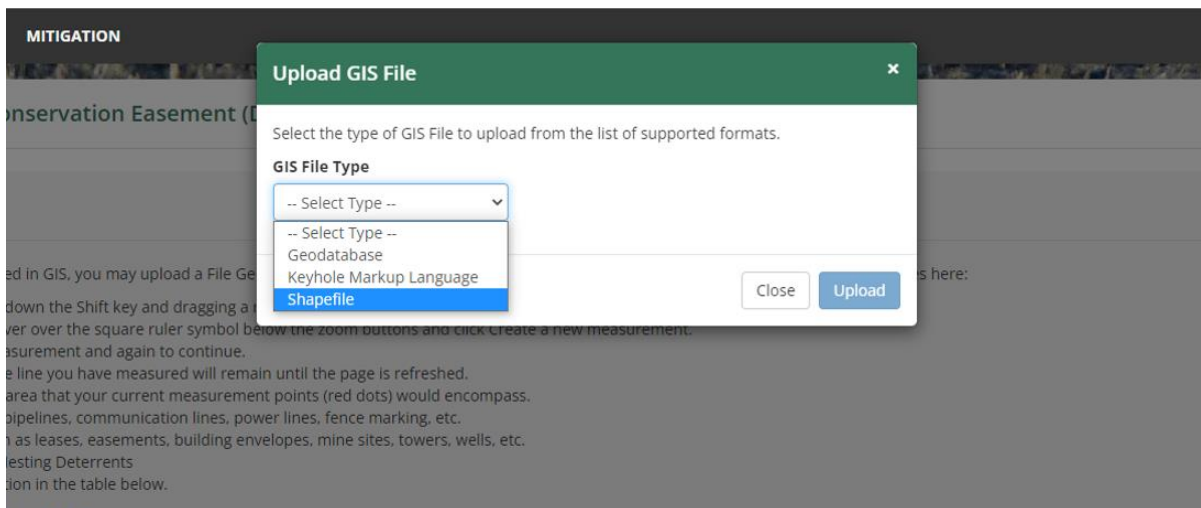 MITIGATION
Upload GIS File ×
onservation Easement (
Select the type of GIS File to upload from the list of supported formats.
GIS File Type
-- Select Type --
-- Select Type --
Geodatabase
Keyhole Markup Language
Shapefile
Close Upload
ed in GIS, you may upload a File Ge s here:
down the Shift key and dragging a
ver over the square ruler symbol below the zoom buttons and click Create a new measurement.
asurement and again to continue.
e line you have measured will remain until the page is refreshed.
area that your current measurement points (red dots) would encompass.
pipelines, communication lines, power lines, fence marking, etc.
as leases, easements, building envelopes, mine sites, towers, wells, etc.
Nesting Deterrents
tion in the table below.